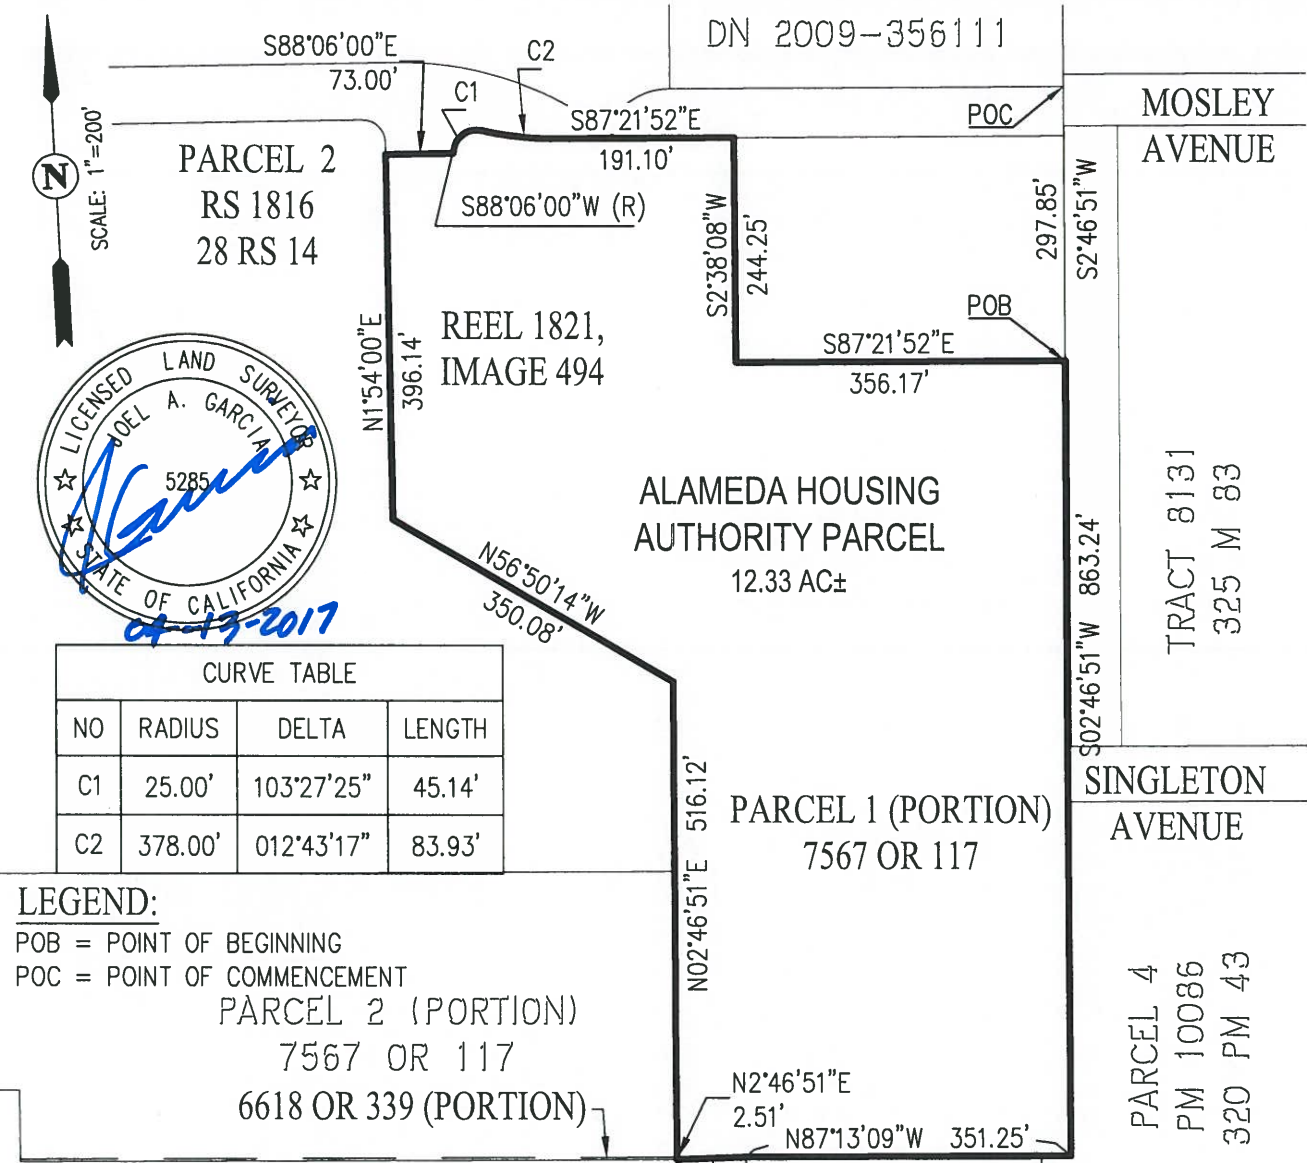 DN 2009-356111
S88°06'00"E
73.00'
C2
C1
S87°21'52"E
191.10'
POC
MOSLEY
AVENUE
N
SCALE: 1"=200'
PARCEL 2
RS 1816
28 RS 14
S88°06'00"W (R)
S2°38'08"W
244.25'
297.85'
S2°46'51"W
POB
S87°21'52"E
356.17'
REEL 1821,
IMAGE 494
N1°54'00"E
396.14'
LICENSED LAND SURVEYOR
JOEL A. GARCIA
5285
STATE OF CALIFORNIA
04-13-2017
ALAMEDA HOUSING
AUTHORITY PARCEL
12.33 AC±
TRACT 8131
325 M 83
N56°50'14"W
350.08'
S02°46'51"W 863.24'
CURVE TABLE
NO RADIUS DELTA LENGTH
C1 25.00' 103°27'25" 45.14'
C2 378.00' 012°43'17" 83.93'
SINGLETON
AVENUE
N02°46'51"E 516.12'
PARCEL 1 (PORTION)
7567 OR 117
LEGEND:
POB = POINT OF BEGINNING
POC = POINT OF COMMENCEMENT
PARCEL 2 (PORTION)
7567 OR 117
6618 OR 339 (PORTION)
PARCEL 4
PM 10086
320 PM 43
N2°46'51"E
2.51'
N87°13'09"W 351.25'